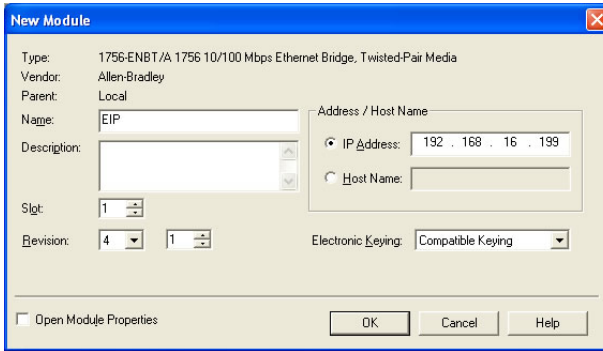 New Module
Type: 1756-ENBT/A 1756 10/100 Mbps Ethernet Bridge, Twisted-Pair Media
Vendor: Allen-Bradley
Parent: Local
Name: EIP
Address / Host Name
Description:
IP Address: 192 . 168 . 16 . 199
Host Name:
Slot: 1
Revision: 4 1
Electronic Keying: Compatible Keying
Open Module Properties
OK
Cancel
Help